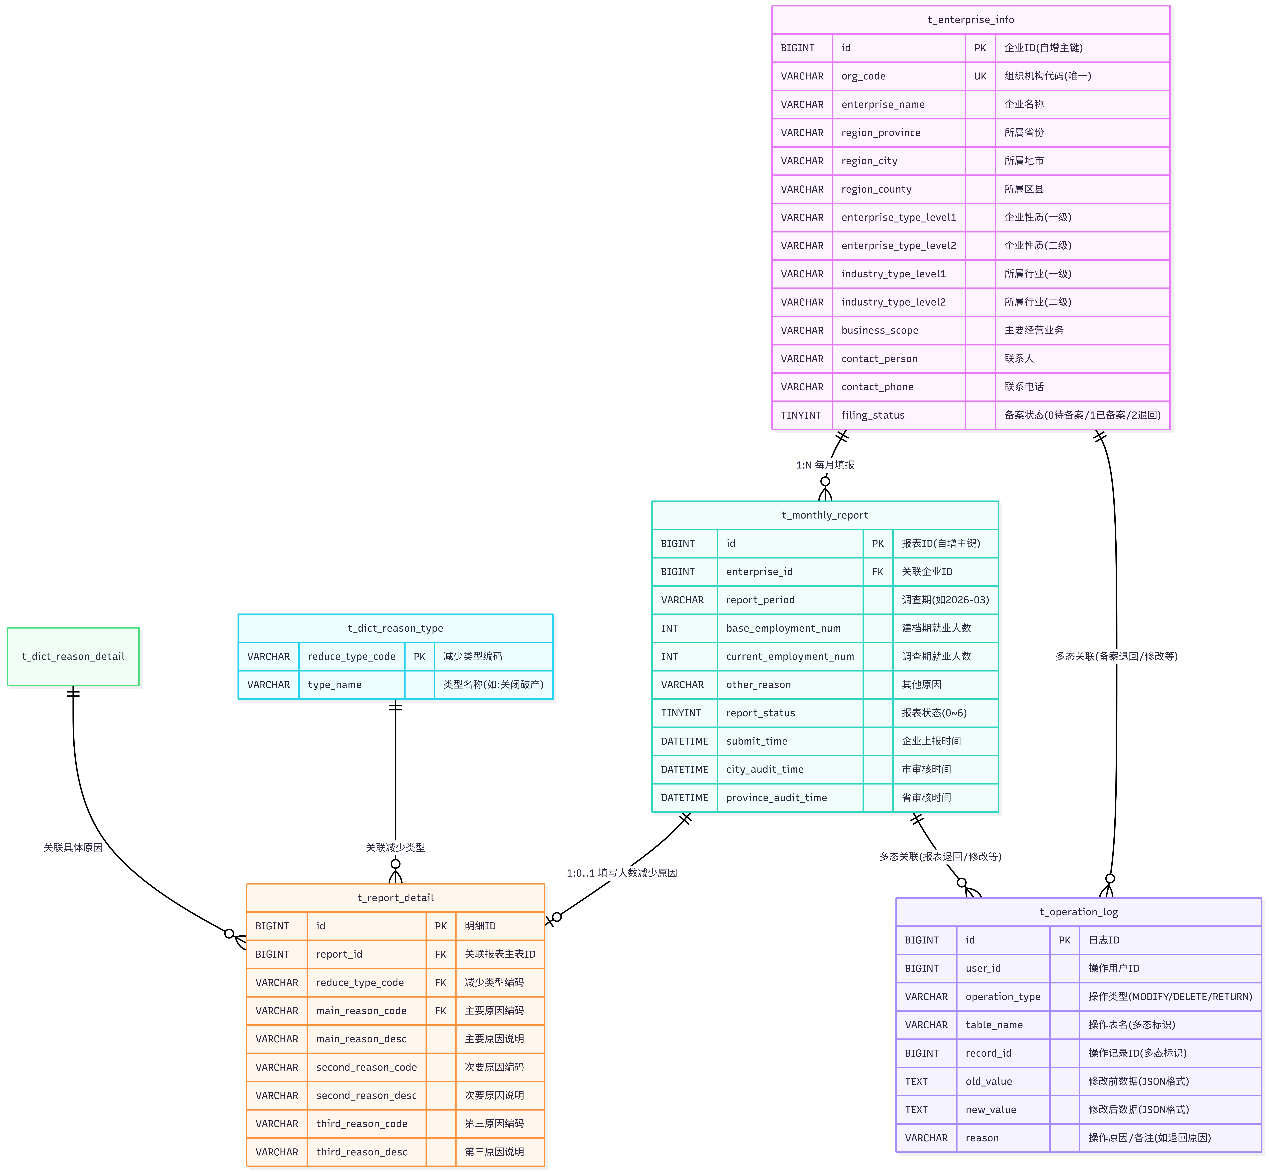 t_enterprise_info
BIGINT id PK 企业ID(自增主键)
VARCHAR org_code UK 组织机构代码(唯一)
VARCHAR enterprise_name 企业名称
VARCHAR region_province 所属省份
VARCHAR region_city 所属地市
VARCHAR region_county 所属区县
VARCHAR enterprise_type_level1 企业性质(一级)
VARCHAR enterprise_type_level2 企业性质(二级)
VARCHAR industry_type_level1 所属行业(一级)
VARCHAR industry_type_level2 所属行业(二级)
VARCHAR business_scope 主要经营业务
VARCHAR contact_person 联系人
VARCHAR contact_phone 联系电话
TINYINT filing_status 备案状态(0待备案/1已备案/2退回)
1:N 每月填报
t_monthly_report
BIGINT id PK 报表ID(自增主键)
BIGINT enterprise_id FK 关联企业ID
VARCHAR report_period 调查期(如2026-03)
INT base_employment_num 建档期就业人数
INT current_employment_num 调查期就业人数
VARCHAR other_reason 其他原因
TINYINT report_status 报表状态(0~6)
DATETIME submit_time 企业上报时间
DATETIME city_audit_time 市审核时间
DATETIME province_audit_time 省审核时间
多态关联(备案退回/修改等)
t_dict_reason_detail
t_dict_reason_type
VARCHAR reduce_type_code PK 减少类型编码
VARCHAR type_name 类型名称(如:关闭破产)
关联具体原因
关联减少类型
1:0..1 填写人数减少原因
多态关联(报表退回/修改等)
t_report_detail
BIGINT id PK 明细ID
BIGINT report_id FK 关联报表主表ID
VARCHAR reduce_type_code FK 减少类型编码
VARCHAR main_reason_code FK 主要原因编码
VARCHAR main_reason_desc 主要原因说明
VARCHAR second_reason_code 次要原因编码
VARCHAR second_reason_desc 次要原因说明
VARCHAR third_reason_code 第三原因编码
VARCHAR third_reason_desc 第三原因说明
t_operation_log
BIGINT id PK 日志ID
BIGINT user_id 操作用户ID
VARCHAR operation_type 操作类型(MODIFY/DELETE/RETURN)
VARCHAR table_name 操作表名(多态标识)
BIGINT record_id 操作记录ID(多态标识)
TEXT old_value 修改前数据(JSON格式)
TEXT new_value 修改后数据(JSON格式)
VARCHAR reason 操作原因/备注(如退回原因)